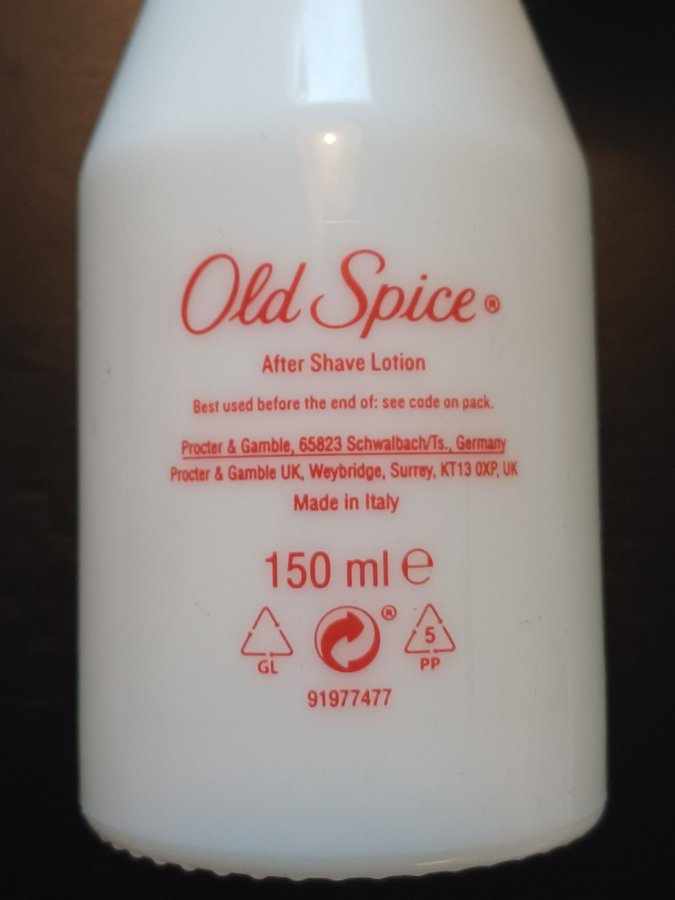 Old Spice®
After Shave Lotion
Best used before the end of: see code on pack.
Procter & Gamble, 65823 Schwalbach/Ts., Germany
Procter & Gamble UK, Weybridge, Surrey, KT13 0XP, UK
Made in Italy
150 ml ℮
®
5
GL
PP
91977477